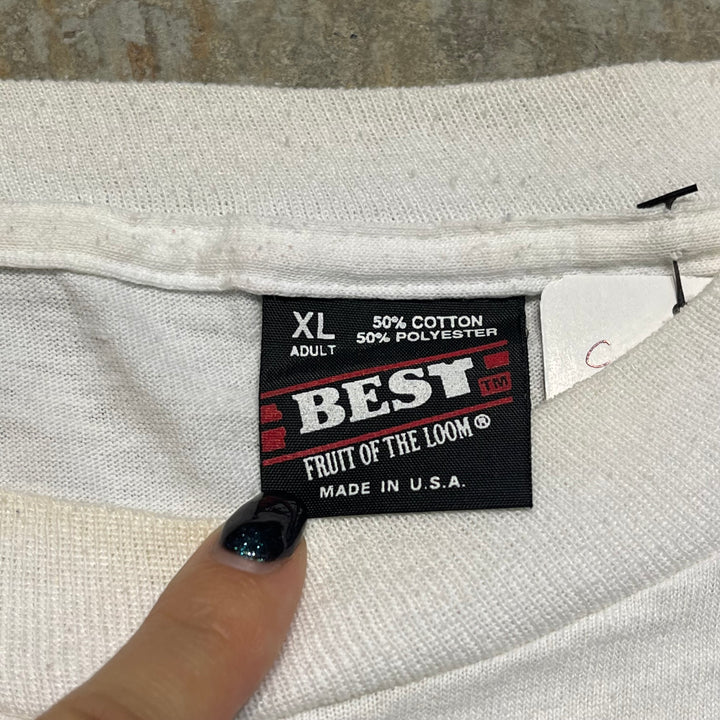 XL
ADULT
50% COTTON
50% POLYESTER
BEST TM
FRUIT OF THE LOOM®
MADE IN U.S.A.